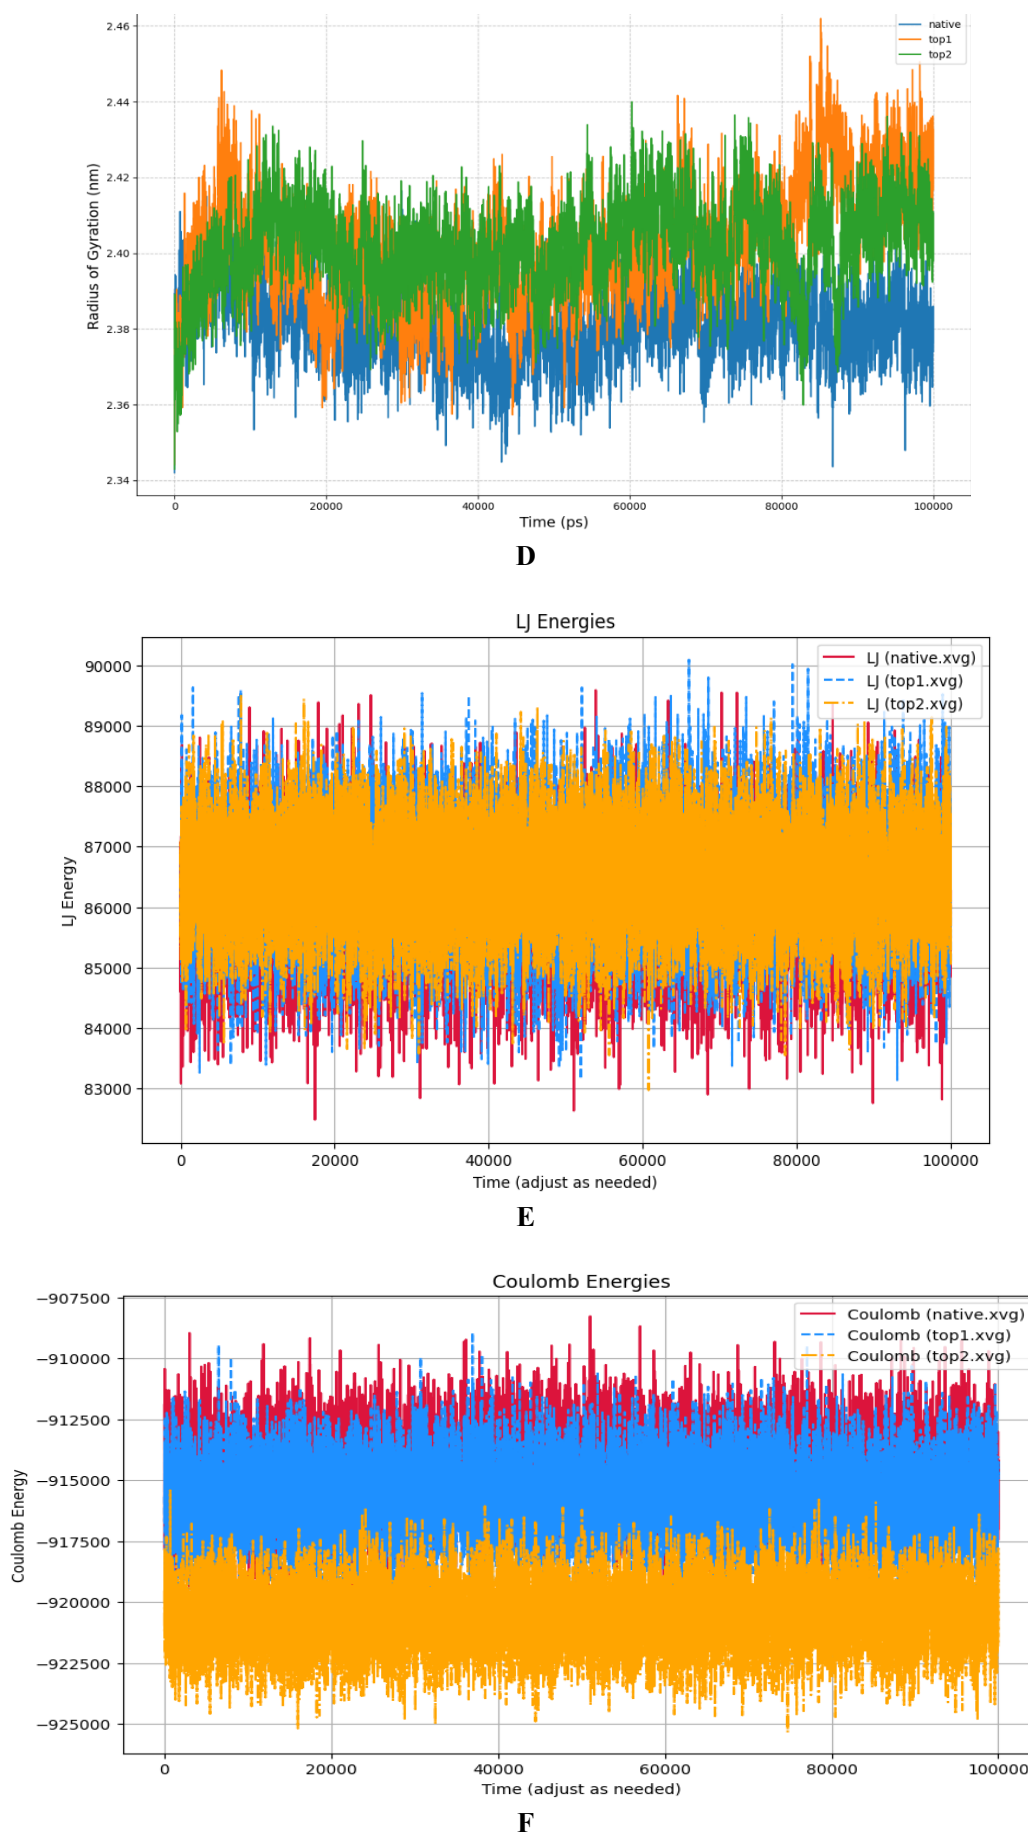 2.46
2.44
2.42
2.40
2.38
2.36
2.34
Radius of Gyration (nm)
native
top1
top2
0 20000 40000 60000 80000 100000
Time (ps)
D
LJ Energies
90000
89000
88000
87000
86000
85000
84000
83000
LJ Energy
LJ (native.xvg)
LJ (top1.xvg)
LJ (top2.xvg)
0 20000 40000 60000 80000 100000
Time (adjust as needed)
E
Coulomb Energies
−907500
−910000
−912500
−915000
−917500
−920000
−922500
−925000
Coulomb Energy
Coulomb (native.xvg)
Coulomb (top1.xvg)
Coulomb (top2.xvg)
0 20000 40000 60000 80000 100000
Time (adjust as needed)
F